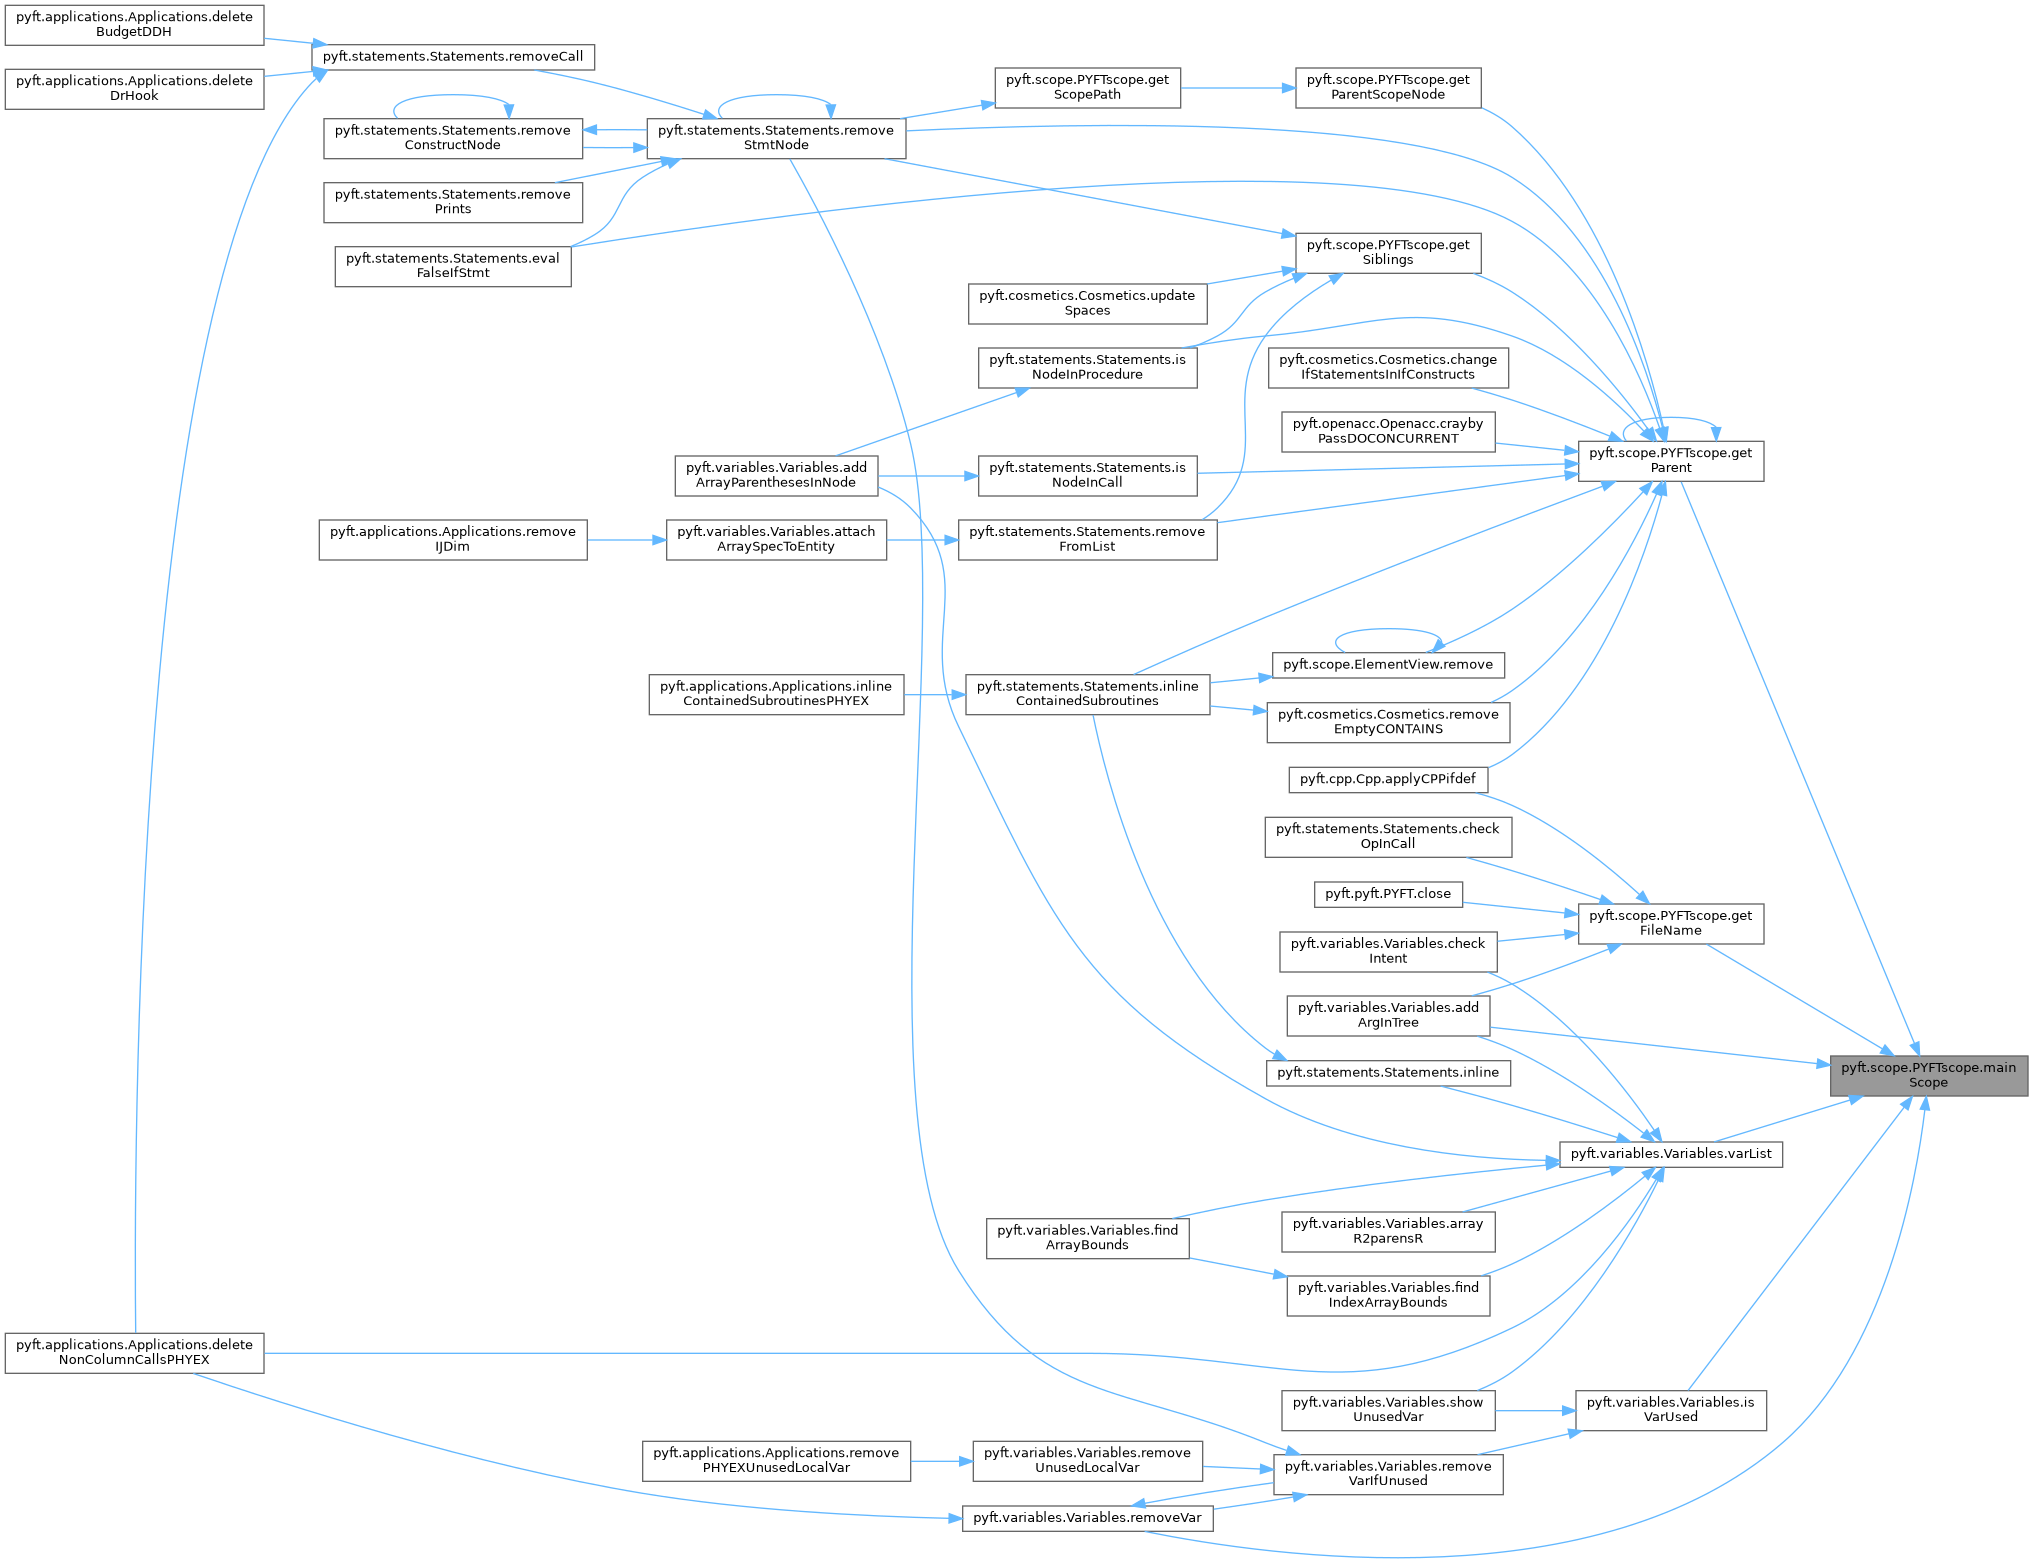 pyft.applications.Applications.delete
BudgetDDH
pyft.applications.Applications.delete
DrHook
pyft.statements.Statements.removeCall
pyft.statements.Statements.remove
ConstructNode
pyft.statements.Statements.remove
Prints
pyft.statements.Statements.eval
FalseIfStmt
pyft.statements.Statements.remove
StmtNode
pyft.scope.PYFTscope.get
ScopePath
pyft.scope.PYFTscope.get
ParentScopeNode
pyft.scope.PYFTscope.get
Siblings
pyft.cosmetics.Cosmetics.update
Spaces
pyft.statements.Statements.is
NodeInProcedure
pyft.cosmetics.Cosmetics.change
IfStatementsInIfConstructs
pyft.openacc.Openacc.crayby
PassDOCONCURRENT
pyft.scope.PYFTscope.get
Parent
pyft.variables.Variables.add
ArrayParenthesesInNode
pyft.statements.Statements.is
NodeInCall
pyft.applications.Applications.remove
IJDim
pyft.variables.Variables.attach
ArraySpecToEntity
pyft.statements.Statements.remove
FromList
pyft.scope.ElementView.remove
pyft.applications.Applications.inline
ContainedSubroutinesPHYEX
pyft.statements.Statements.inline
ContainedSubroutines
pyft.cosmetics.Cosmetics.remove
EmptyCONTAINS
pyft.cpp.Cpp.applyCPPifdef
pyft.statements.Statements.check
OpInCall
pyft.pyft.PYFT.close
pyft.scope.PYFTscope.get
FileName
pyft.variables.Variables.check
Intent
pyft.variables.Variables.add
ArgInTree
pyft.statements.Statements.inline
pyft.scope.PYFTscope.main
Scope
pyft.variables.Variables.varList
pyft.variables.Variables.find
ArrayBounds
pyft.variables.Variables.array
R2parensR
pyft.variables.Variables.find
IndexArrayBounds
pyft.applications.Applications.delete
NonColumnCallsPHYEX
pyft.variables.Variables.show
UnusedVar
pyft.variables.Variables.is
VarUsed
pyft.applications.Applications.remove
PHYEXUnusedLocalVar
pyft.variables.Variables.remove
UnusedLocalVar
pyft.variables.Variables.remove
VarIfUnused
pyft.variables.Variables.removeVar